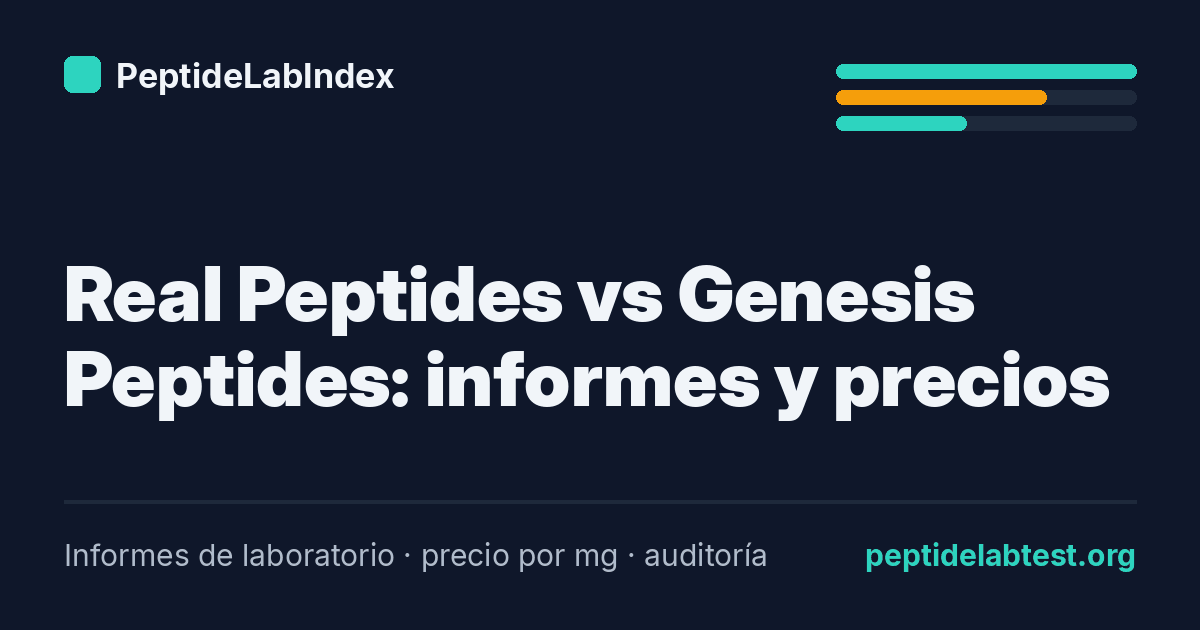 PeptideLabIndex
Real Peptides vs Genesis
Peptides: informes y precios
Informes de laboratorio · precio por mg · auditoría
peptidelabtest.org